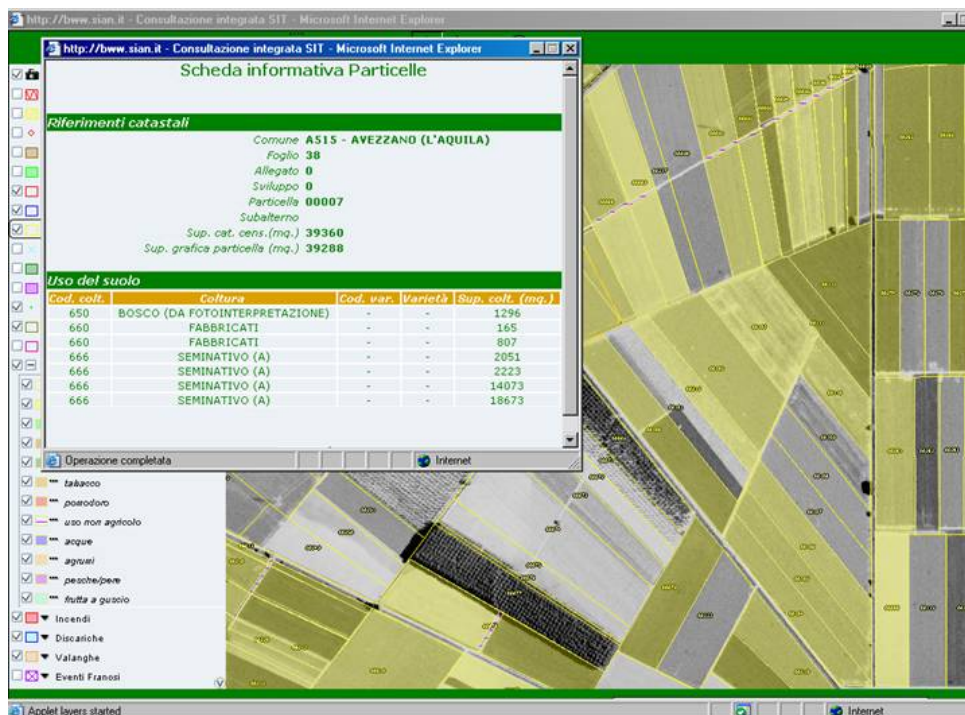 http://bww.sian.it - Consultazione integrata SIT - Microsoft Internet Explorer
http://bww.sian.it - Consultazione integrata SIT - Microsoft Internet Explorer
Scheda informativa Particelle
Riferimenti catastali
Comune A515 - AVEZZANO (L'AQUILA)
Foglio 38
Allegato 0
Sviluppo 0
Particella 00007
Subalterno
Sup. cat. cens.(mq.) 39360
Sup. grafica particella (mq.) 39288
Uso del suolo
Cod. colt. Coltura Cod. var. Varietà Sup. colt. (mq.)
650 BOSCO (DA FOTOINTERPRETAZIONE) - - 1296
660 FABBRICATI - - 165
660 FABBRICATI - - 807
666 SEMINATIVO (A) - - 2051
666 SEMINATIVO (A) - - 2223
666 SEMINATIVO (A) - - 14073
666 SEMINATIVO (A) - - 18673
Operazione completata Internet
tabacco
pomodoro
uso non agricolo
acque
agrumi
pesche/pere
frutta a guscio
Incendi
Discariche
Valanghe
Eventi Franosi
Applet layers started Internet